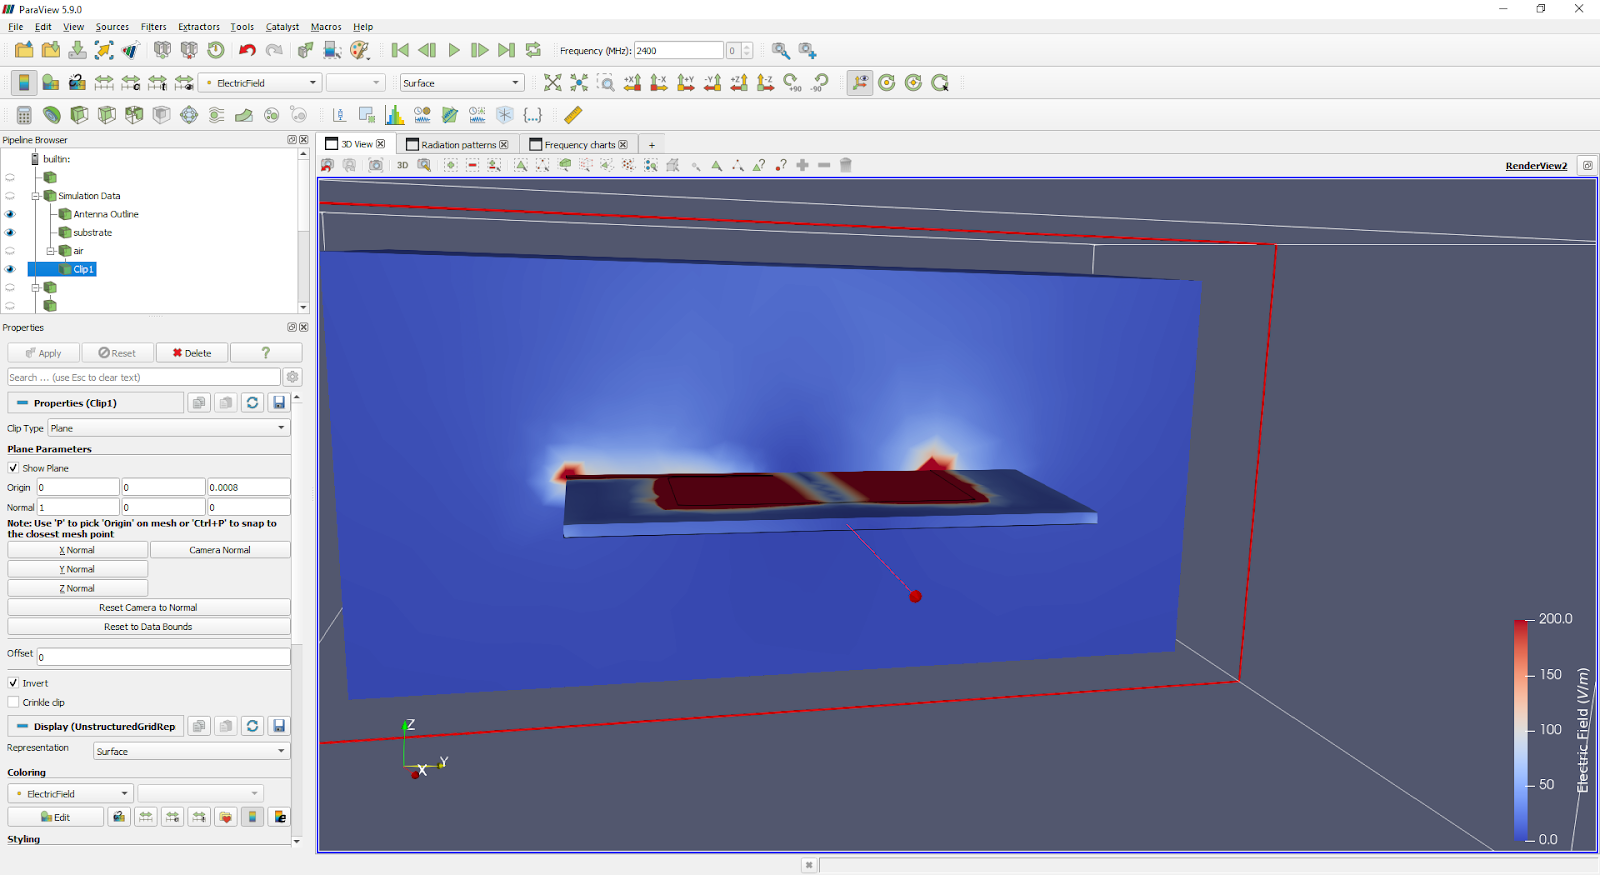 ParaView 5.9.0
File Edit View Sources Filters Extractors Tools Catalyst Macros Help
Frequency (MHz): 2400 0
ElectricField Surface +X -X +Y -Y +Z -Z +90 -90
Pipeline Browser
3D View Radiation patterns Frequency charts +
3D RenderView2
builtin:
Simulation Data
Antenna Outline
substrate
air
Clip1
Properties
Apply Reset Delete ?
Search ... (use Esc to clear text)
Properties (Clip1)
Clip Type Plane
Plane Parameters
Show Plane
Origin 0 0 0.0008
Normal 1 0 0
Note: Use 'P' to pick 'Origin' on mesh or 'Ctrl+P' to snap to
the closest mesh point
X Normal Camera Normal
Y Normal
Z Normal
Reset Camera to Normal
Reset to Data Bounds
Offset 0
Invert
Crinkle clip
Display (UnstructuredGridRep
Representation Surface
Coloring
ElectricField
Edit
Styling
Z
Y
X
200.0
150
100
50
0.0
Electric Field (V/m)